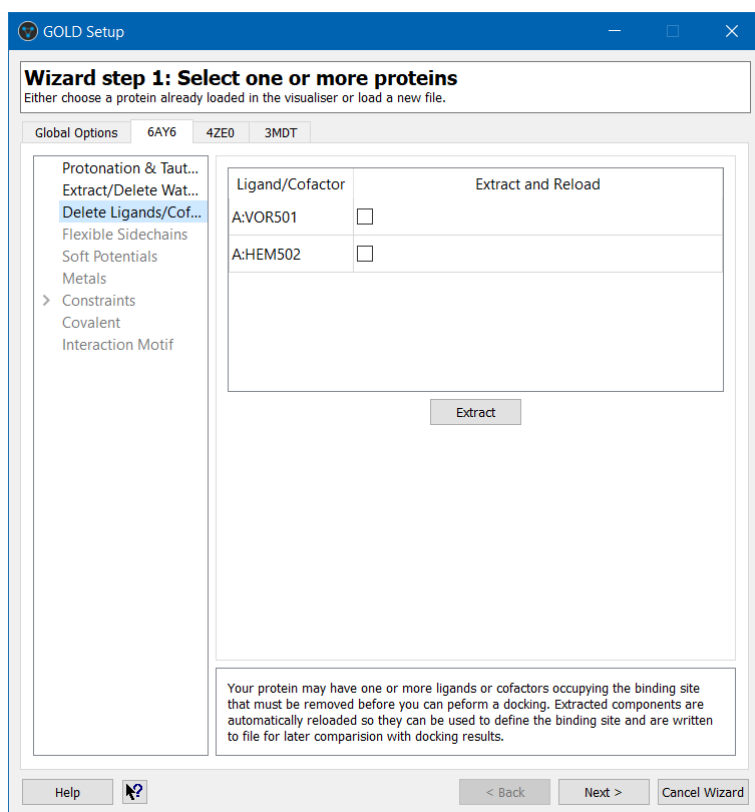 GOLD Setup
Wizard step 1: Select one or more proteins
Either choose a protein already loaded in the visualiser or load a new file.
Global Options 6AY6 4ZE0 3MDT
Protonation & Taut...
Extract/Delete Wat...
Delete Ligands/Cof...
Flexible Sidechains
Soft Potentials
Metals
Constraints
Covalent
Interaction Motif
Ligand/Cofactor Extract and Reload
A:VOR501
A:HEM502
Extract
Your protein may have one or more ligands or cofactors occupying the binding site
that must be removed before you can peform a docking. Extracted components are
automatically reloaded so they can be used to define the binding site and are written
to file for later comparision with docking results.
Help ? < Back Next > Cancel Wizard